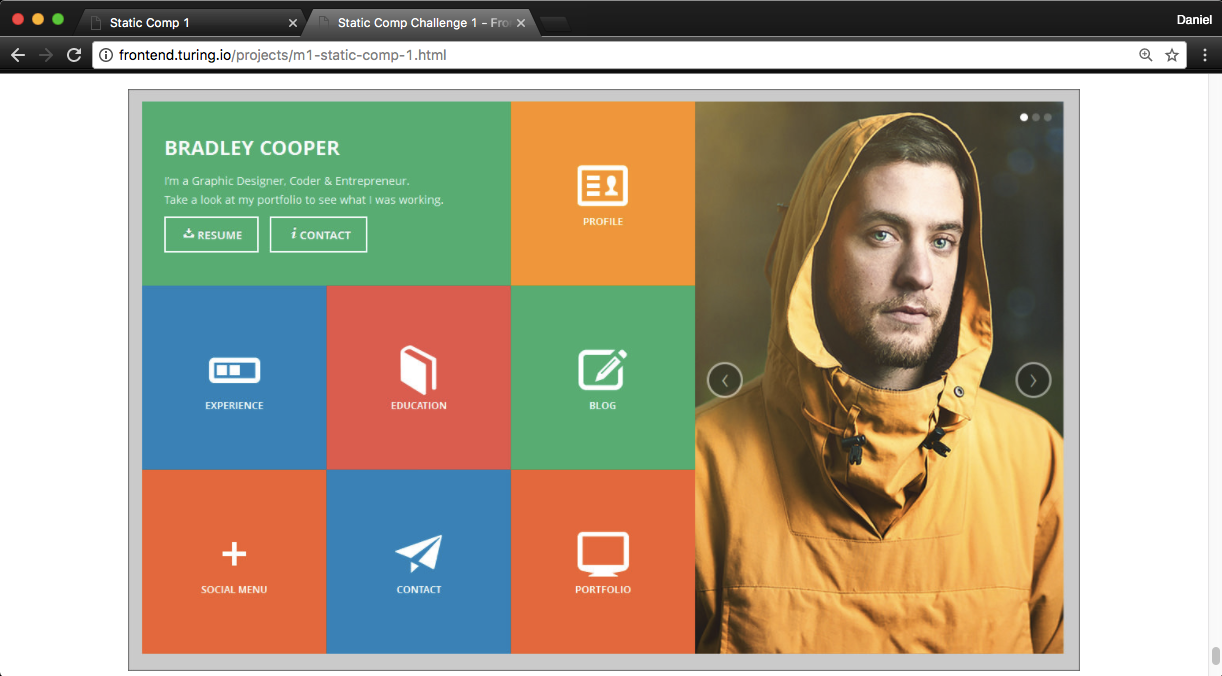 Static Comp 1
Static Comp Challenge 1 – Fro
Daniel
frontend.turing.io/projects/m1-static-comp-1.html
BRADLEY COOPER
I'm a Graphic Designer, Coder & Entrepreneur.
Take a look at my portfolio to see what I was working.
RESUME
i CONTACT
PROFILE
EXPERIENCE
EDUCATION
BLOG
SOCIAL MENU
CONTACT
PORTFOLIO